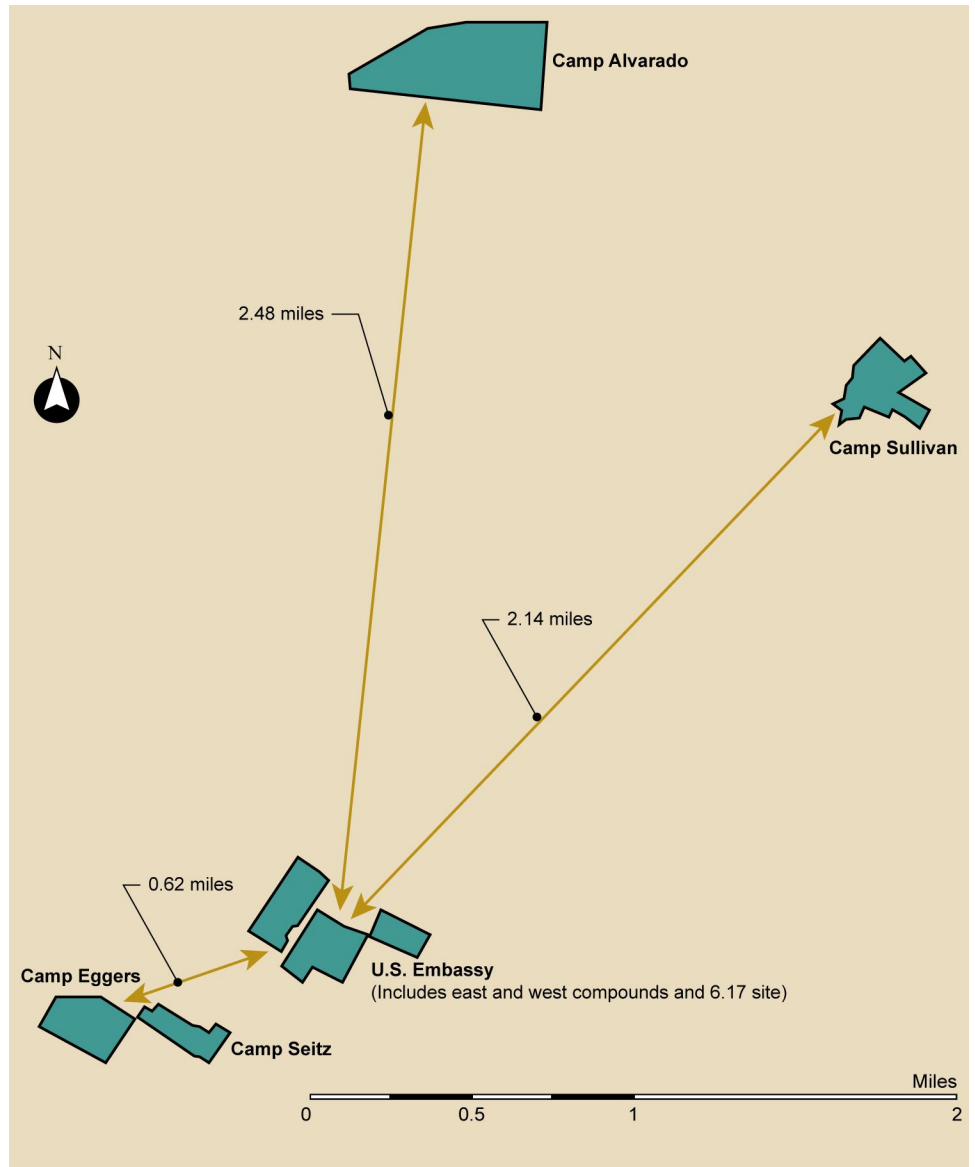 Camp Alvarado
2.48 miles
N
Camp Sullivan
2.14 miles
0.62 miles
Camp Eggers
U.S. Embassy
(Includes east and west compounds and 6.17 site)
Camp Seitz
Miles
0 0.5 1 2